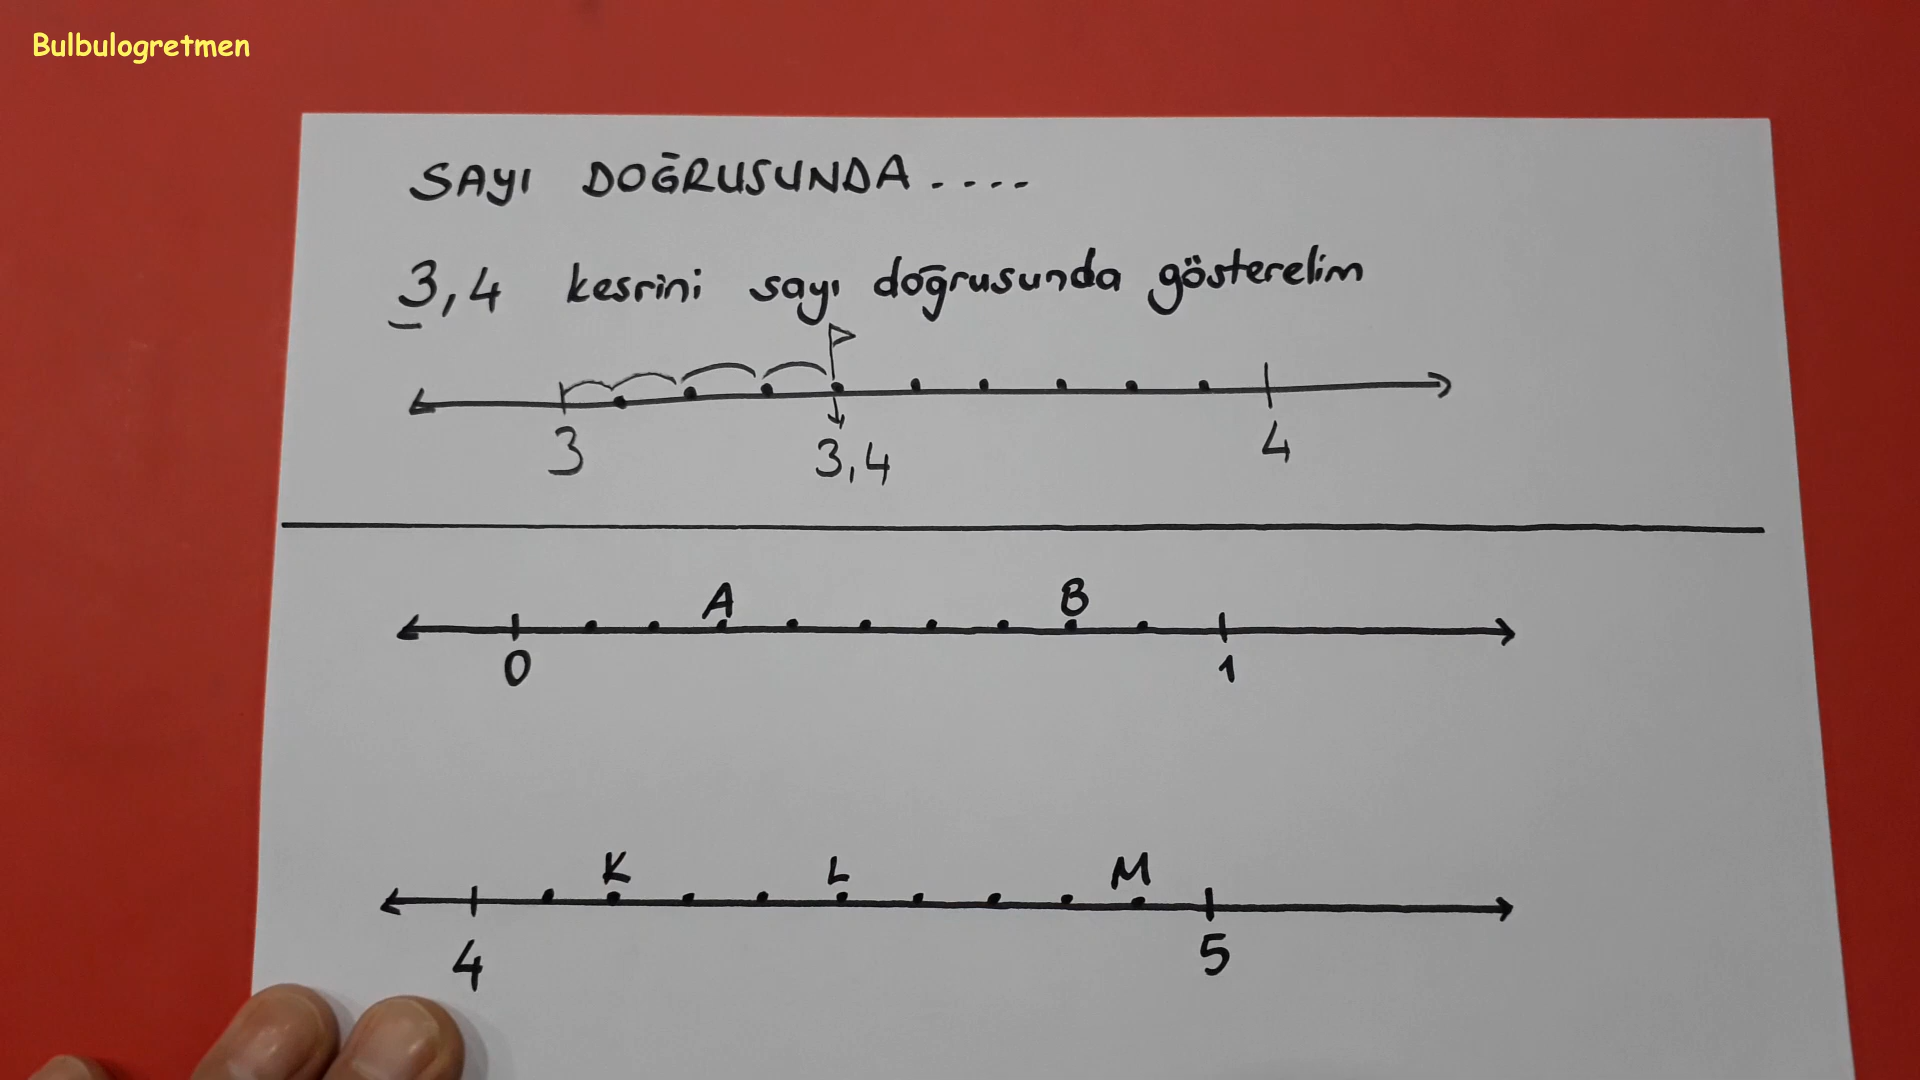 Bulbulogretmen
SAYI DOĞRUSUNDA....
3,4 kesrini sayı doğrusunda gösterelim
3 3,4 4
A B
0 1
K L M
4 5